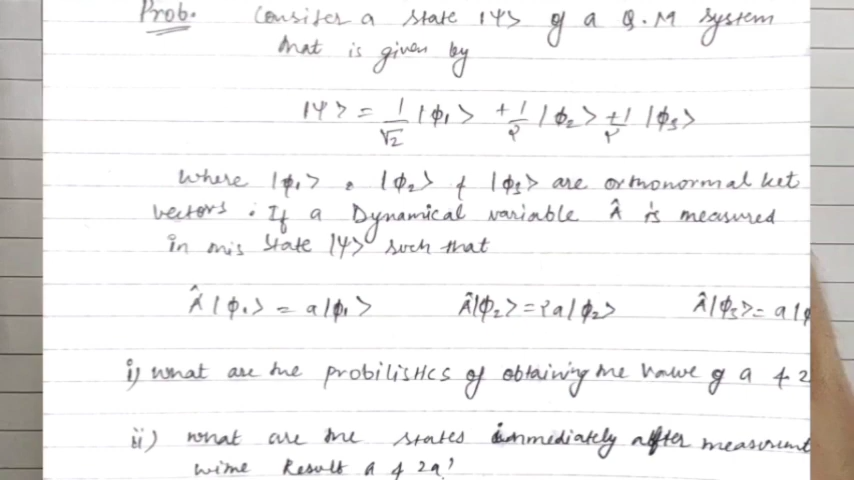 Prob. Consider a state |ψ> of a Q.M system
that is given by
|ψ> = 1/√2 |ϕ₁> + 1/2 |ϕ₂> + 1/2 |ϕ₃>
where |ϕ₁> , |ϕ₂> & |ϕ₃> are orthonormal ket
vectors. If a Dynamical variable  is measured
in this state |ψ> such that
Â|ϕ₁> = a|ϕ₁> Â|ϕ₂> = 2a|ϕ₂> Â|ϕ₃> = a|ϕ
i) what are the probilistics of obtaining the value of a & 2
ii) what are the states immediately after measurment
with Result a & 2a?